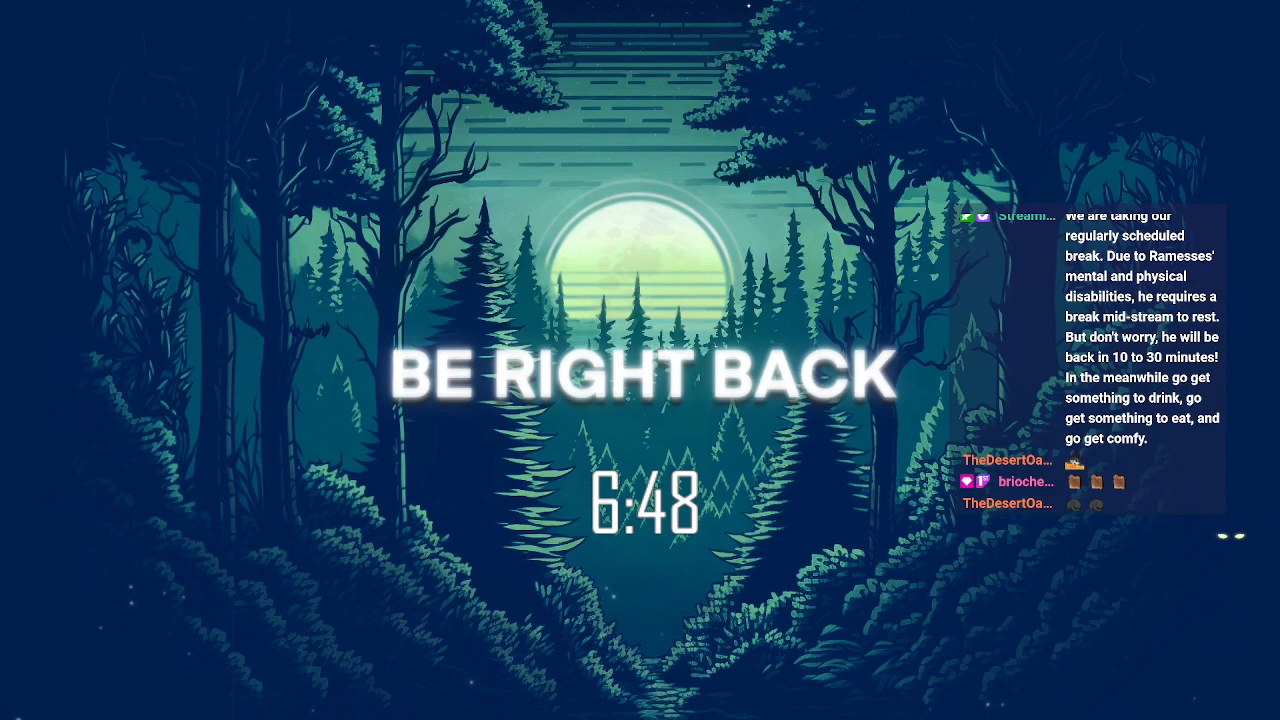 BE RIGHT BACK
6:48
Streaml... We are taking our
regularly scheduled
break. Due to Ramesses'
mental and physical
disabilities, he requires a
break mid-stream to rest.
But don't worry, he will be
back in 10 to 30 minutes!
In the meanwhile go get
something to drink, go
get something to eat, and
go get comfy.
TheDesertOa...
brioche...
TheDesertOa...